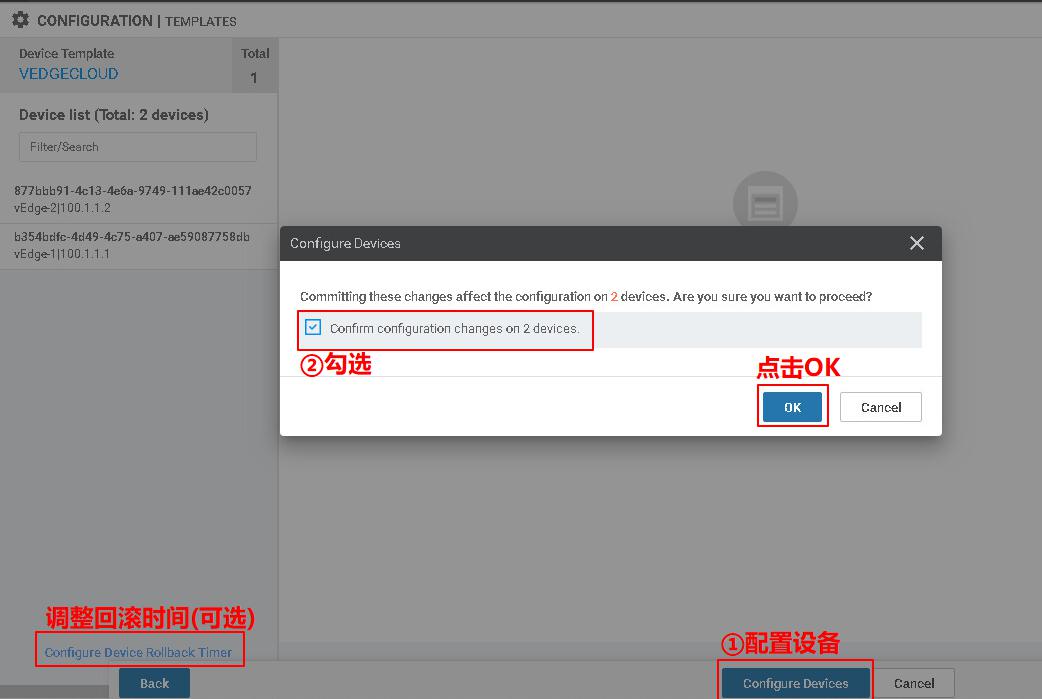 CONFIGURATION | TEMPLATES
Device Template
VEDGECLOUD
Total
1
Device list (Total: 2 devices)
Filter/Search
877bbb91-4c13-4e6a-9749-111ae42c0057
vEdge-2|100.1.1.2
b354bdfc-4d49-4c75-a407-ae59087758db
vEdge-1|100.1.1.1
Configure Devices
Committing these changes affect the configuration on 2 devices. Are you sure you want to proceed?
Confirm configuration changes on 2 devices.
②勾选
点击OK
OK
Cancel
调整回滚时间(可选)
Configure Device Rollback Timer
①配置设备
Back
Configure Devices
Cancel